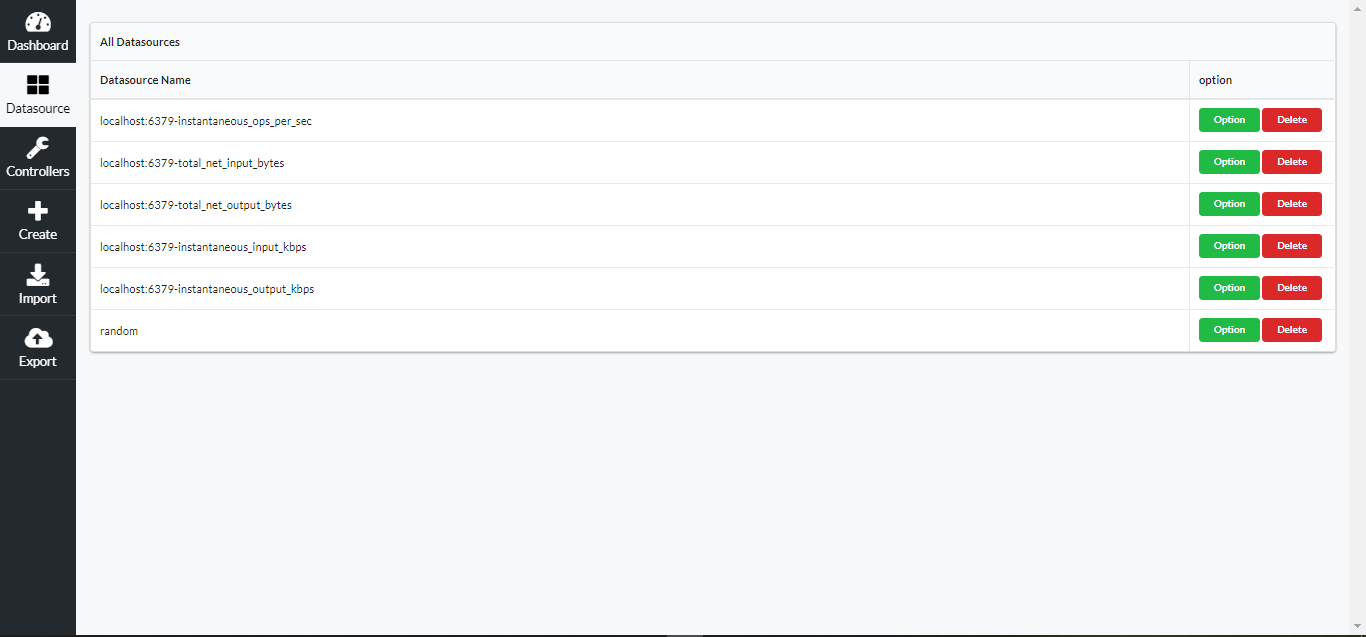 Dashboard
Datasource
Controllers
Create
Import
Export
All Datasources
Datasource Name option
localhost:6379-instantaneous_ops_per_sec Option Delete
localhost:6379-total_net_input_bytes Option Delete
localhost:6379-total_net_output_bytes Option Delete
localhost:6379-instantaneous_input_kbps Option Delete
localhost:6379-instantaneous_output_kbps Option Delete
random Option Delete